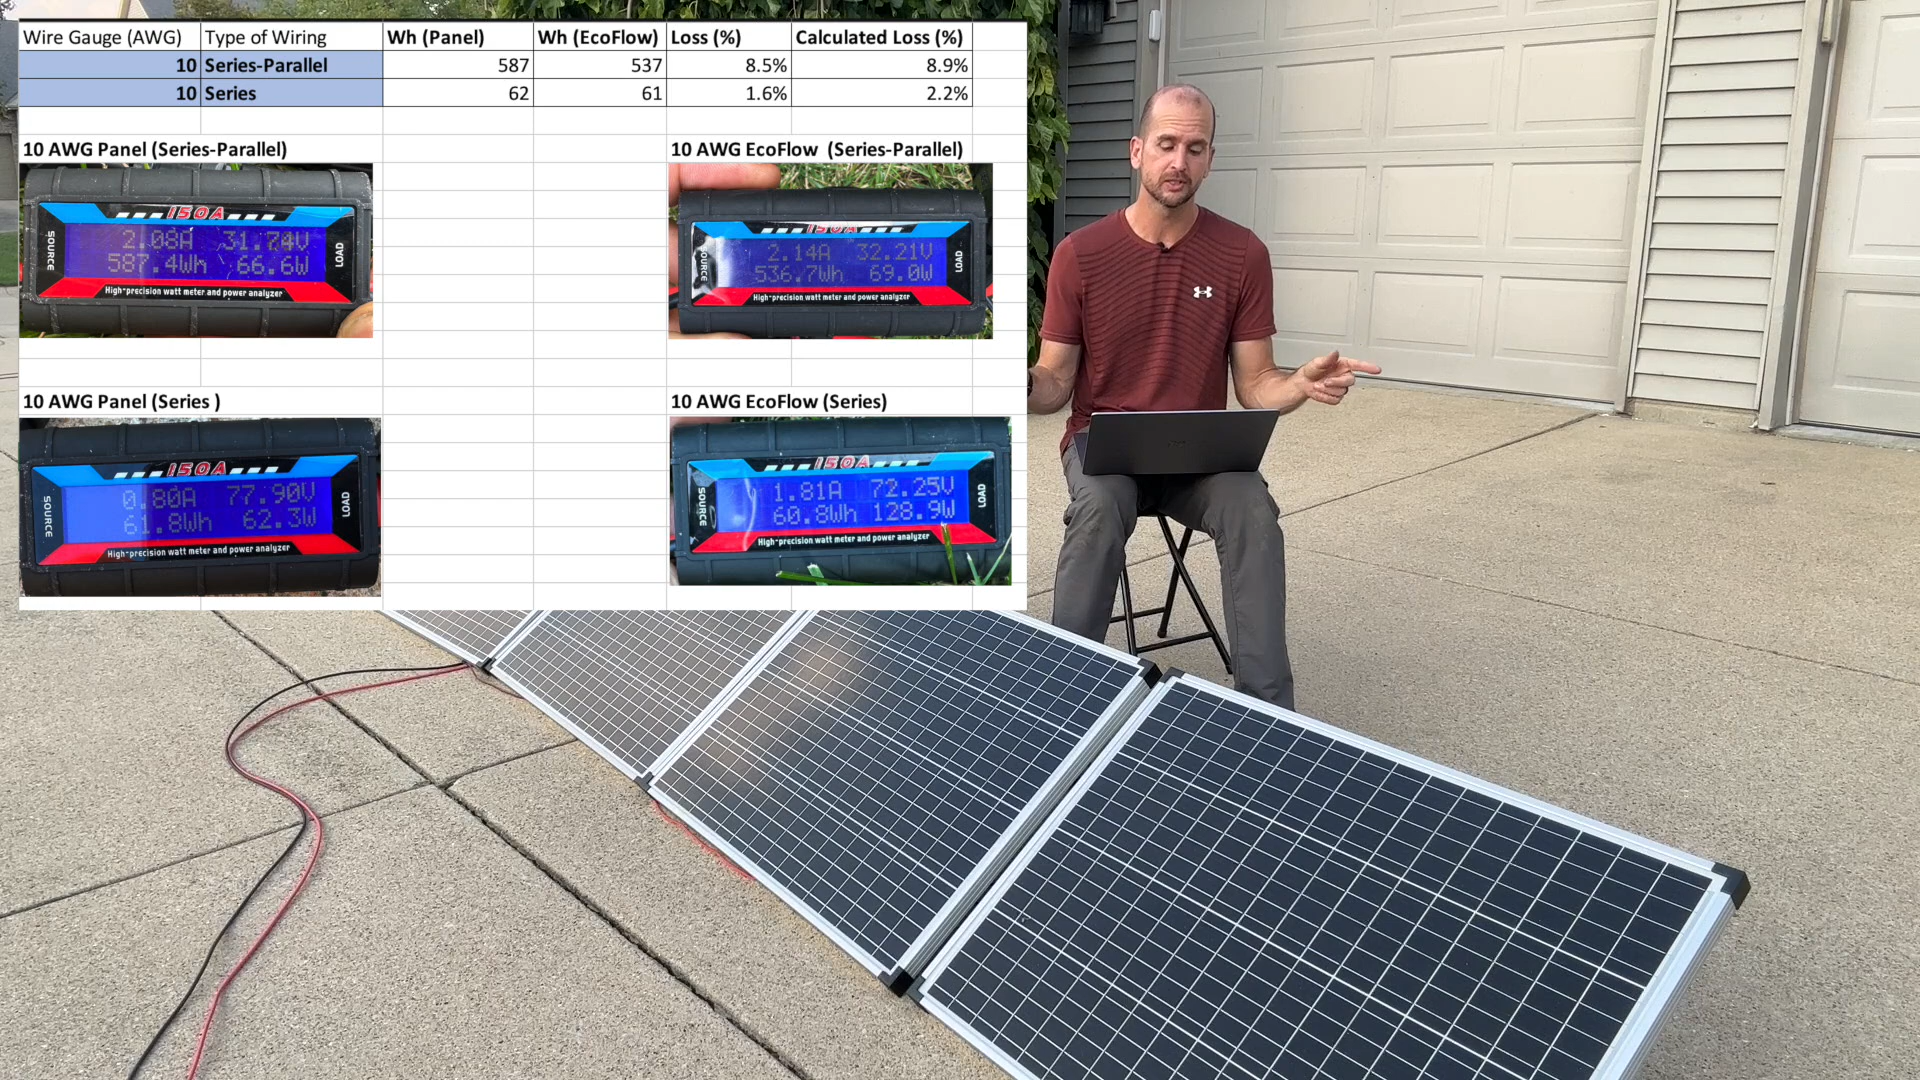 Wire Gauge (AWG) Type of Wiring Wh (Panel) Wh (EcoFlow) Loss (%) Calculated Loss (%)
10 Series-Parallel 587 537 8.5% 8.9%
10 Series 62 61 1.6% 2.2%
10 AWG Panel (Series-Parallel)
10 AWG EcoFlow (Series-Parallel)
150A
SOURCE
2.08A 31.74V
587.4Wh 66.6W
LOAD
High-precision watt meter and power analyzer
150A
SOURCE
2.14A 32.21V
536.7Wh 69.0W
LOAD
High-precision watt meter and power analyzer
10 AWG Panel (Series )
10 AWG EcoFlow (Series)
150A
SOURCE
0.80A 77.90V
61.8Wh 62.3W
LOAD
High-precision watt meter and power analyzer
150A
SOURCE
1.81A 72.25V
60.8Wh 128.9W
LOAD
High-precision watt meter and power analyzer